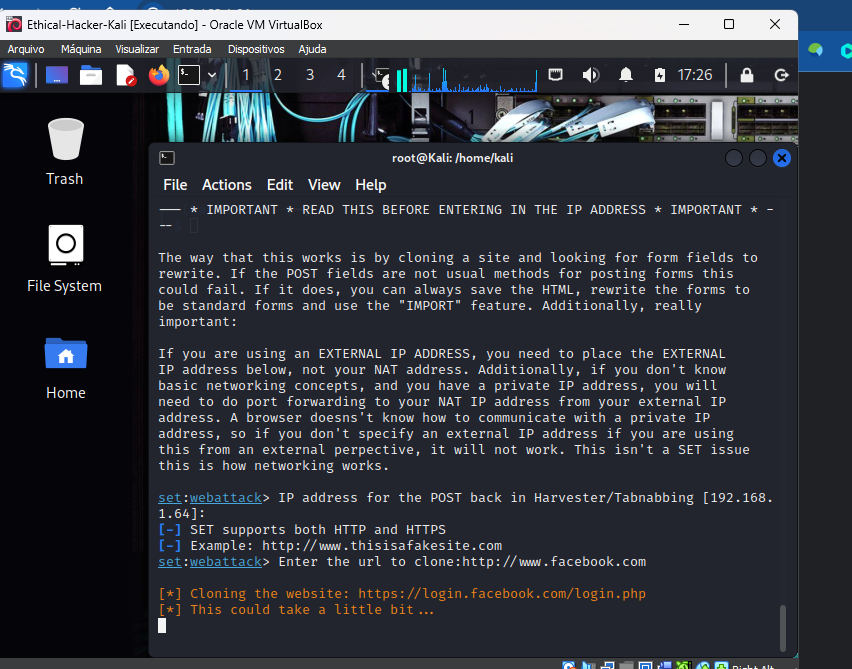 Ethical-Hacker-Kali [Executando] - Oracle VM VirtualBox
Arquivo Máquina Visualizar Entrada Dispositivos Ajuda
1 2 3 4 17:26
Trash
File System
Home
root@Kali: /home/kali
File Actions Edit View Help
—— * IMPORTANT * READ THIS BEFORE ENTERING IN THE IP ADDRESS * IMPORTANT * -
--
The way that this works is by cloning a site and looking for form fields to
rewrite. If the POST fields are not usual methods for posting forms this
could fail. If it does, you can always save the HTML, rewrite the forms to
be standard forms and use the "IMPORT" feature. Additionally, really
important:
If you are using an EXTERNAL IP ADDRESS, you need to place the EXTERNAL
IP address below, not your NAT address. Additionally, if you don't know
basic networking concepts, and you have a private IP address, you will
need to do port forwarding to your NAT IP address from your external IP
address. A browser doesns't know how to communicate with a private IP
address, so if you don't specify an external IP address if you are using
this from an external perpective, it will not work. This isn't a SET issue
this is how networking works.
set:webattack> IP address for the POST back in Harvester/Tabnabbing [192.168.
1.64]:
[-] SET supports both HTTP and HTTPS
[-] Example: http://www.thisisafakesite.com
set:webattack> Enter the url to clone:http://www.facebook.com
[*] Cloning the website: https://login.facebook.com/login.php
[*] This could take a little bit...
Right Alt